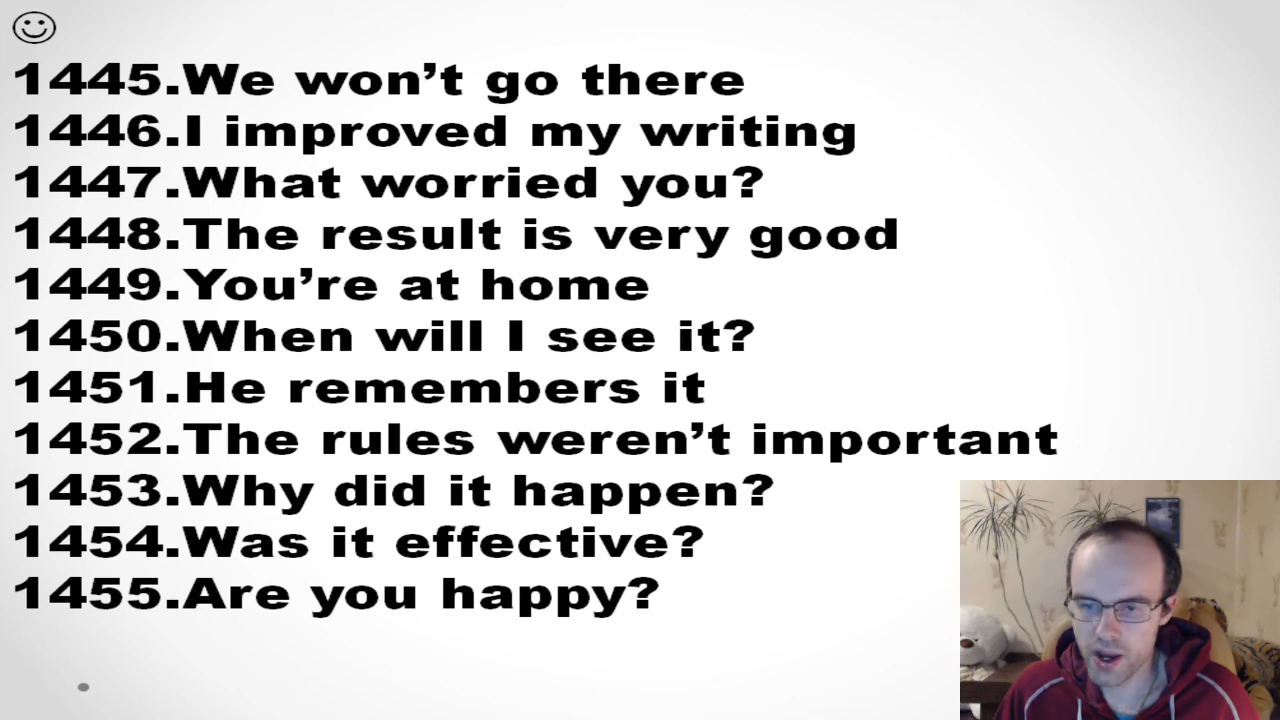 1445.We won’t go there
1446.I improved my writing
1447.What worried you?
1448.The result is very good
1449.You’re at home
1450.When will I see it?
1451.He remembers it
1452.The rules weren’t important
1453.Why did it happen?
1454.Was it effective?
1455.Are you happy?